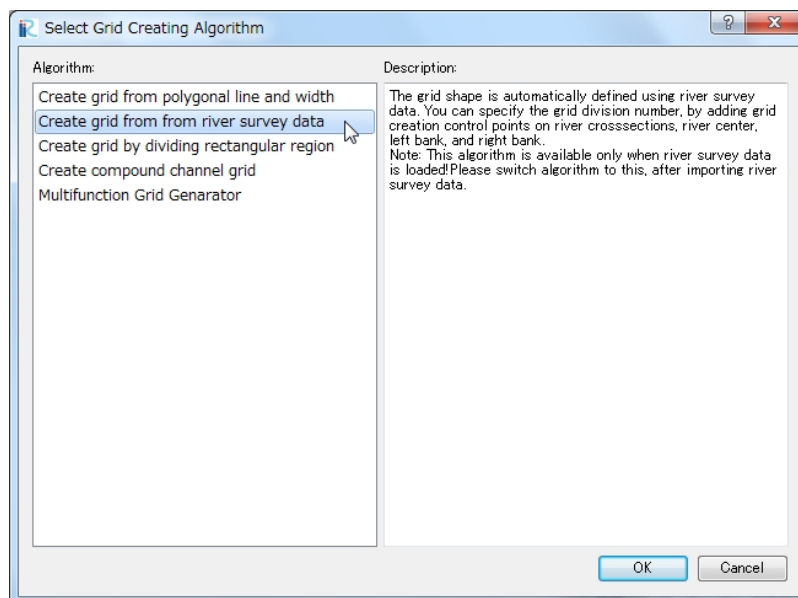 Select Grid Creating Algorithm
Algorithm:
Description:
Create grid from polygonal line and width
Create grid from from river survey data
Create grid by dividing rectangular region
Create compound channel grid
Multifunction Grid Genarator
The grid shape is automatically defined using river survey
data. You can specify the grid division number, by adding grid
creation control points on river crosssections, river center,
left bank, and right bank.
Note: This algorithm is available only when river survey data
is loaded!Please switch algorithm to this, after importing river
survey data.
OK
Cancel